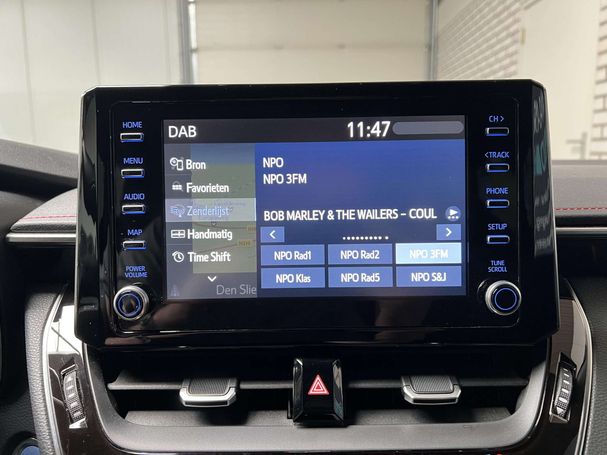 DAB
11:47
HOME
MENU
AUDIO
MAP
POWER
VOLUME
Bron
Favorieten
Zenderlijst
Handmatig
Time Shift
Den Sle
NPO
NPO 3FM
BOB MARLEY & THE WAILERS – COUL
NPO Rad1
NPO Rad2
NPO 3FM
NPO Klas
NPO Rad5
NPO S&J
CH >
< TRACK
PHONE
SETUP
TUNE
SCROLL